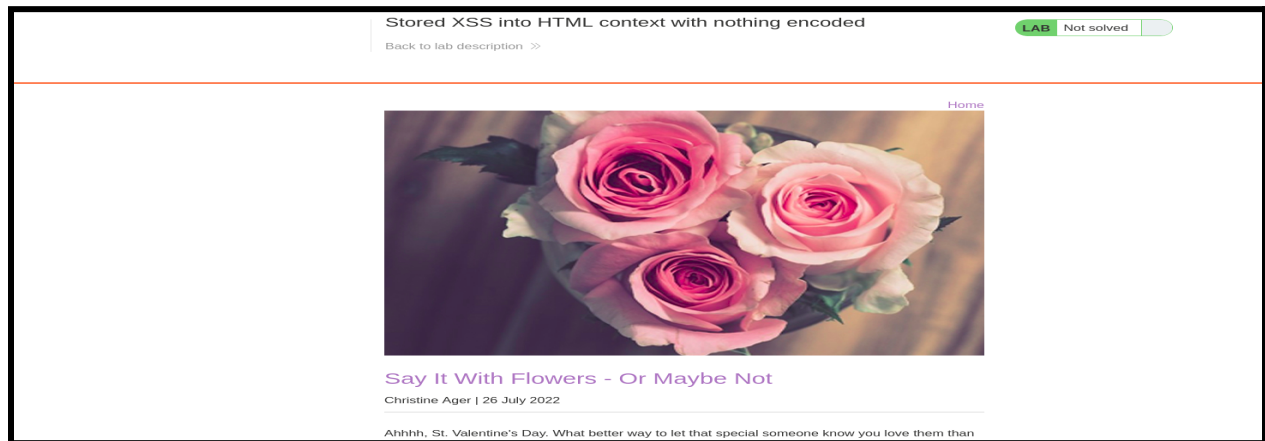 Stored XSS into HTML context with nothing encoded
LAB Not solved
Back to lab description
Home
Say It With Flowers - Or Maybe Not
Christine Ager | 26 July 2022
Ahhhh, St. Valentine's Day. What better way to let that special someone know you love them than